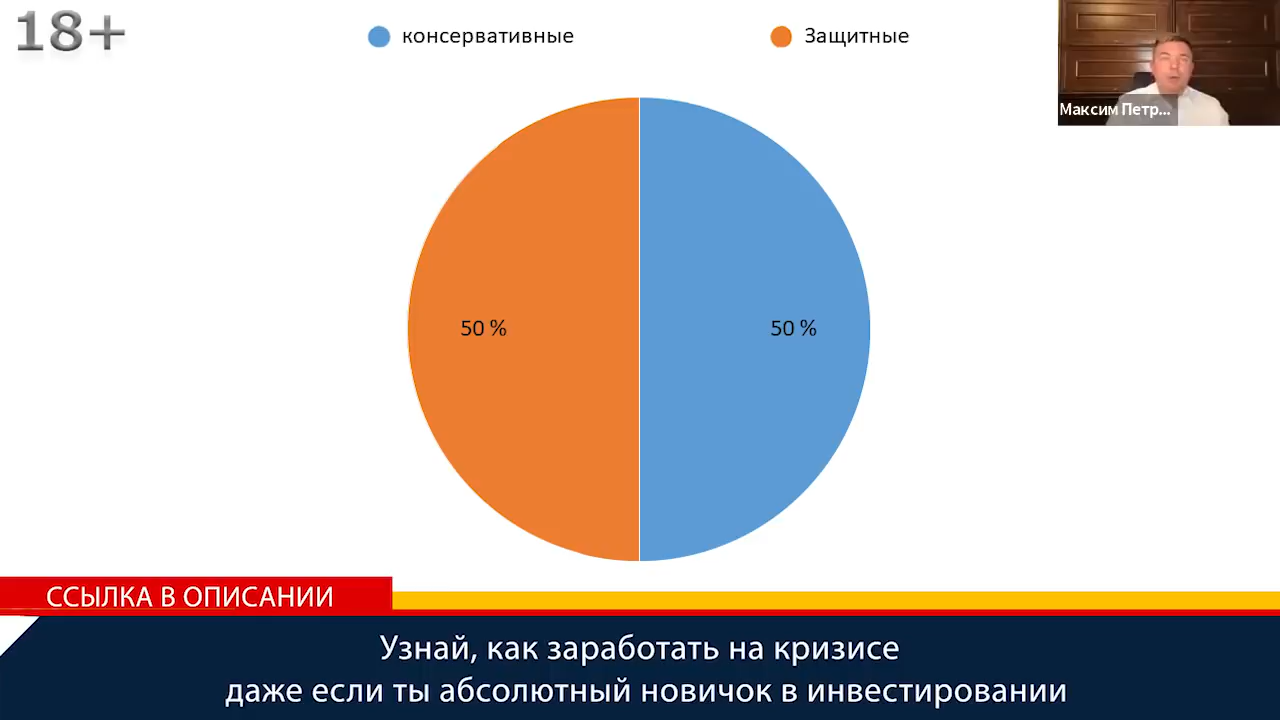 18+
консервативные
Защитные
Максим Петр...
50 %
50 %
ССЫЛКА В ОПИСАНИИ
Узнай, как заработать на кризисе
даже если ты абсолютный новичок в инвестировании